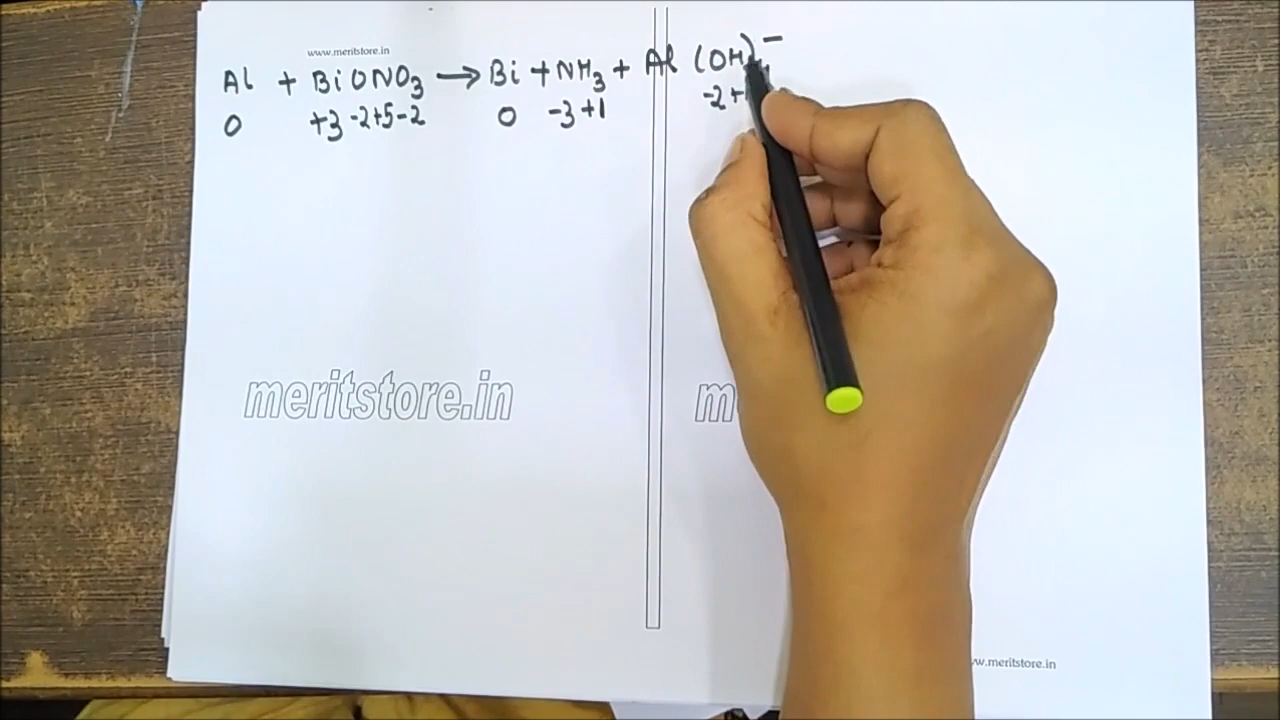 www.meritstore.in
Al + BiONO3 → Bi + NH3 + Al (OH)4−
0 +3 -2+5-2 0 -3+1 -2+
meritstore.in
www.meritstore.in